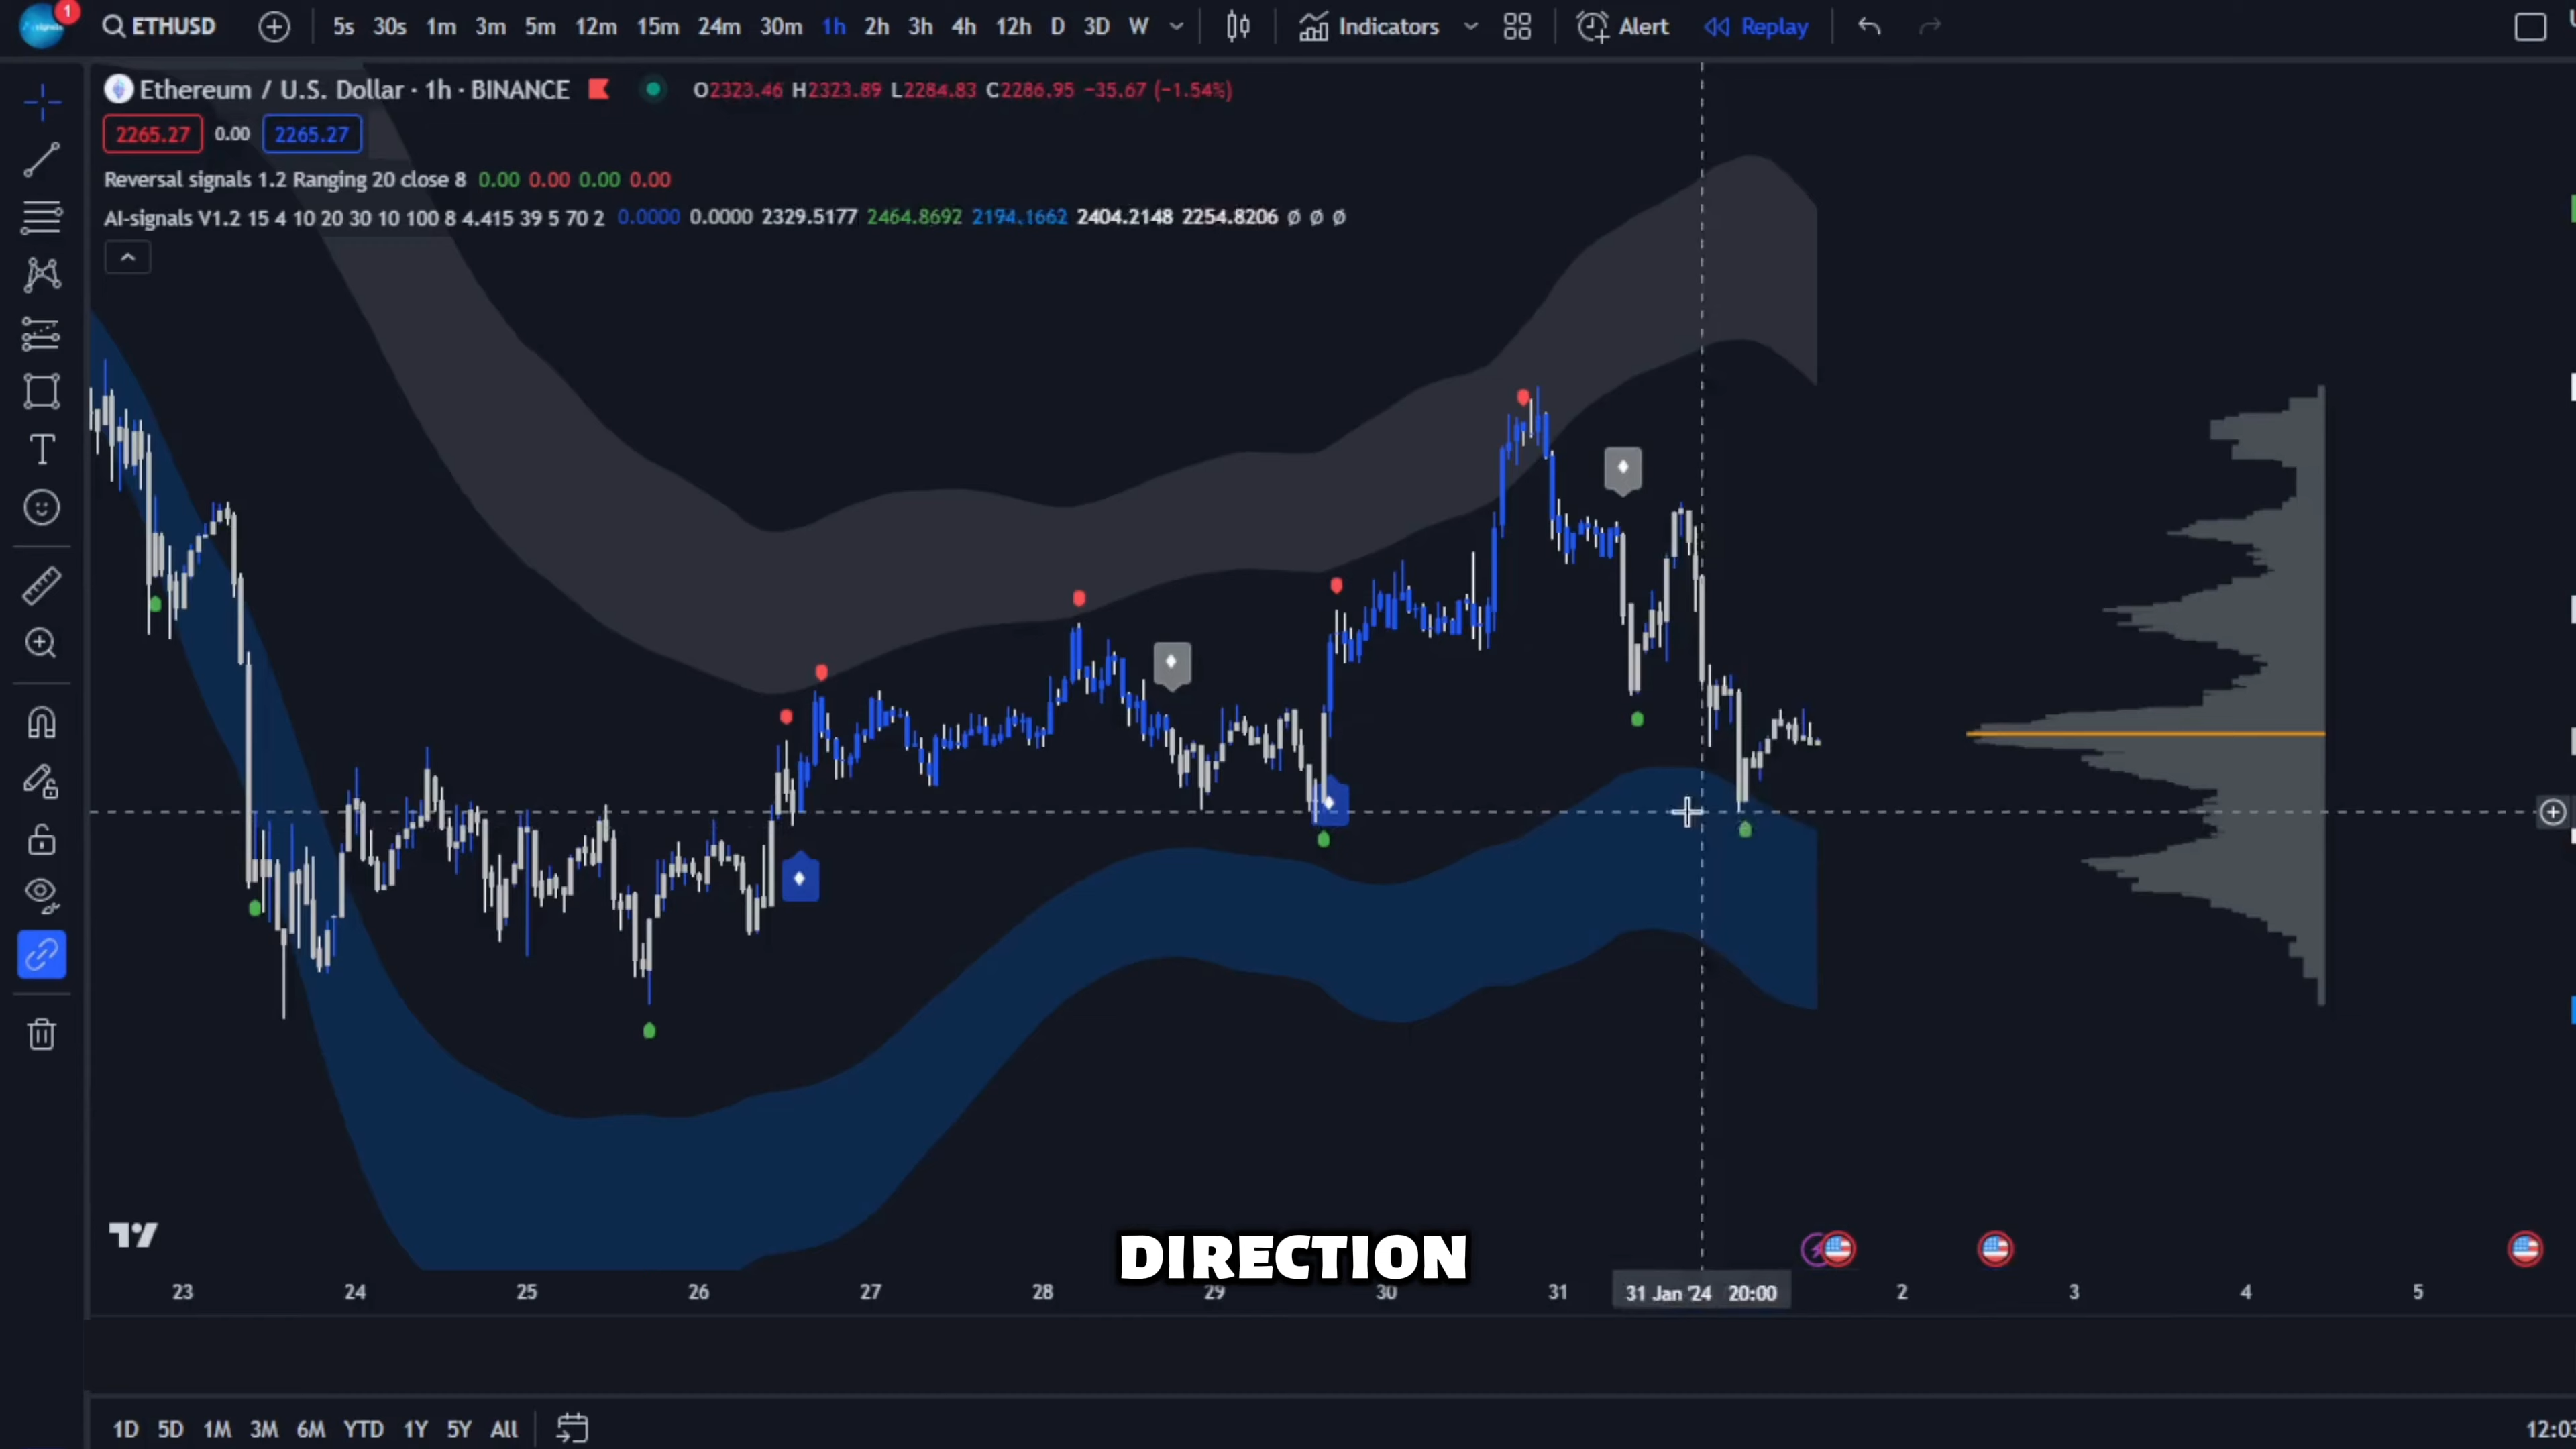 1
ETHUSD 5s 30s 1m 3m 5m 12m 15m 24m 30m 1h 2h 3h 4h 12h D 3D W Indicators Alert Replay
Ethereum / U.S. Dollar · 1h · BINANCE O2323.46 H2323.89 L2284.83 C2286.95 −35.67 (−1.54%)
2265.27 0.00 2265.27
Reversal signals 1.2 Ranging 20 close 8 0.00 0.00 0.00 0.00
AI-signals V1.2 15 4 10 20 30 10 100 8 4.415 39 5 70 2 0.0000 0.0000 2329.5177 2464.8692 2194.1662 2404.2148 2254.8206 ∅ ∅ ∅
DIRECTION
23 24 25 26 27 28 29 30 31 31 Jan '24 20:00 2 3 4 5
1D 5D 1M 3M 6M YTD 1Y 5Y All